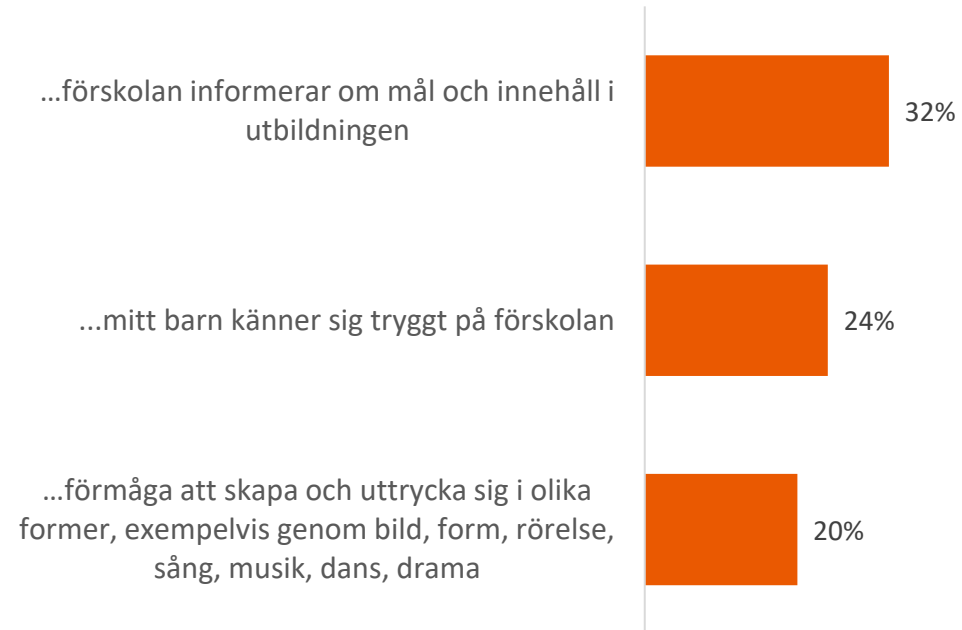 …förskolan informerar om mål och innehåll i
utbildningen
32%
...mitt barn känner sig tryggt på förskolan
24%
…förmåga att skapa och uttrycka sig i olika
former, exempelvis genom bild, form, rörelse,
sång, musik, dans, drama
20%